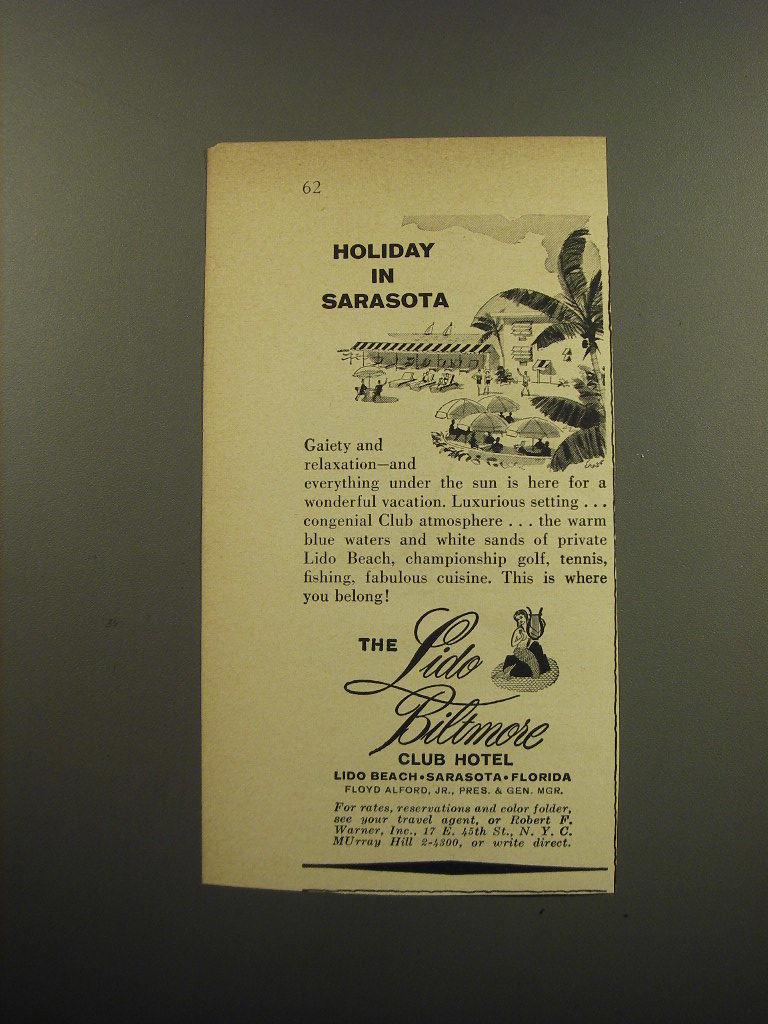 62
HOLIDAY
IN
SARASOTA
Gaiety and
relaxation—and
everything under the sun is here for a
wonderful vacation. Luxurious setting . . .
congenial Club atmosphere . . . the warm
blue waters and white sands of private
Lido Beach, championship golf, tennis,
fishing, fabulous cuisine. This is where
you belong!
THE Lido
Biltmore
CLUB HOTEL
LIDO BEACH • SARASOTA • FLORIDA
FLOYD ALFORD, JR., PRES. & GEN. MGR.
For rates, reservations and color folder,
see your travel agent, or Robert F.
Warner, Inc., 17 E. 45th St., N. Y. C.
MUrray Hill 2-4300, or write direct.